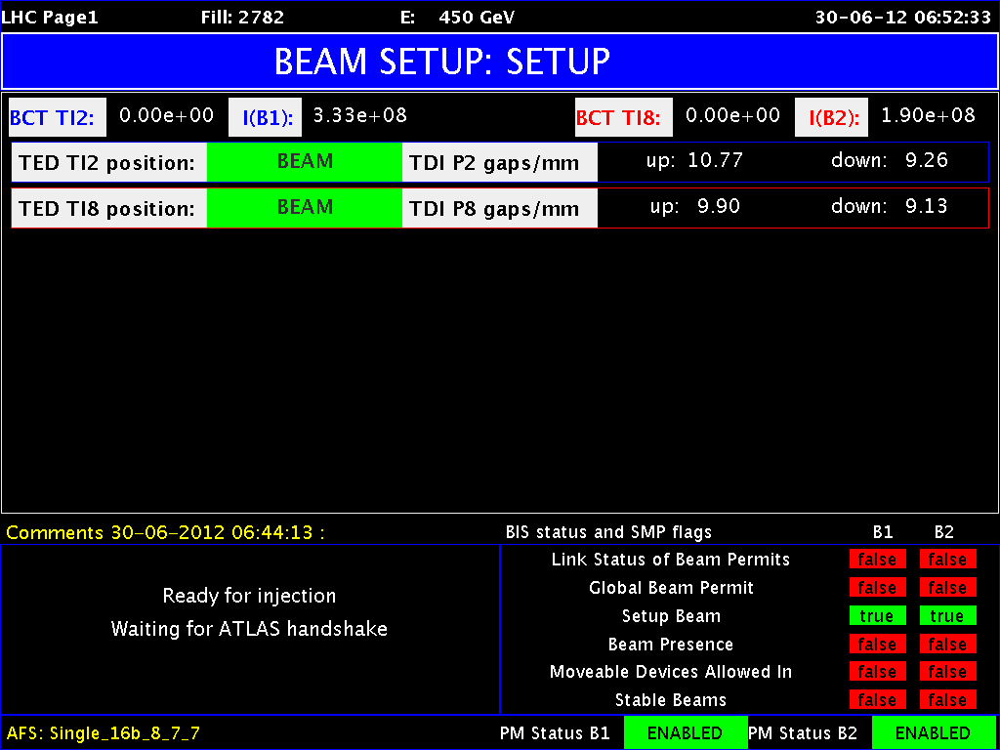 LHC Page1 Fill: 2782 E: 450 GeV 30-06-12 06:52:33
BEAM SETUP: SETUP
BCT TI2: 0.00e+00 I(B1): 3.33e+08 BCT TI8: 0.00e+00 I(B2): 1.90e+08
TED TI2 position: BEAM TDI P2 gaps/mm up: 10.77 down: 9.26
TED TI8 position: BEAM TDI P8 gaps/mm up: 9.90 down: 9.13
Comments 30-06-2012 06:44:13 :
Ready for injection
Waiting for ATLAS handshake
BIS status and SMP flags B1 B2
Link Status of Beam Permits false false
Global Beam Permit false false
Setup Beam true true
Beam Presence false false
Moveable Devices Allowed In false false
Stable Beams false false
AFS: Single_16b_8_7_7 PM Status B1 ENABLED PM Status B2 ENABLED